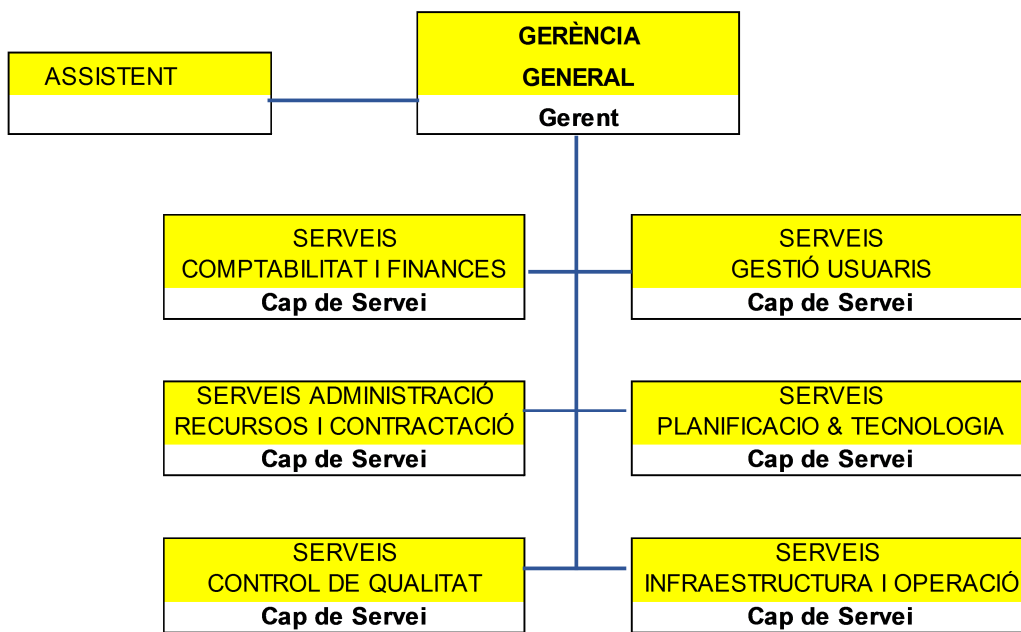 ASSISTENT
GERÈNCIA
GENERAL
Gerent
SERVEIS
COMPTABILITAT I FINANCES
Cap de Servei
SERVEIS
GESTIÓ USUARIS
Cap de Servei
SERVEIS ADMINISTRACIÓ
RECURSOS I CONTRACTACIÓ
Cap de Servei
SERVEIS
PLANIFICACIO & TECNOLOGIA
Cap de Servei
SERVEIS
CONTROL DE QUALITAT
Cap de Servei
SERVEIS
INFRAESTRUCTURA I OPERACIÓ
Cap de Servei